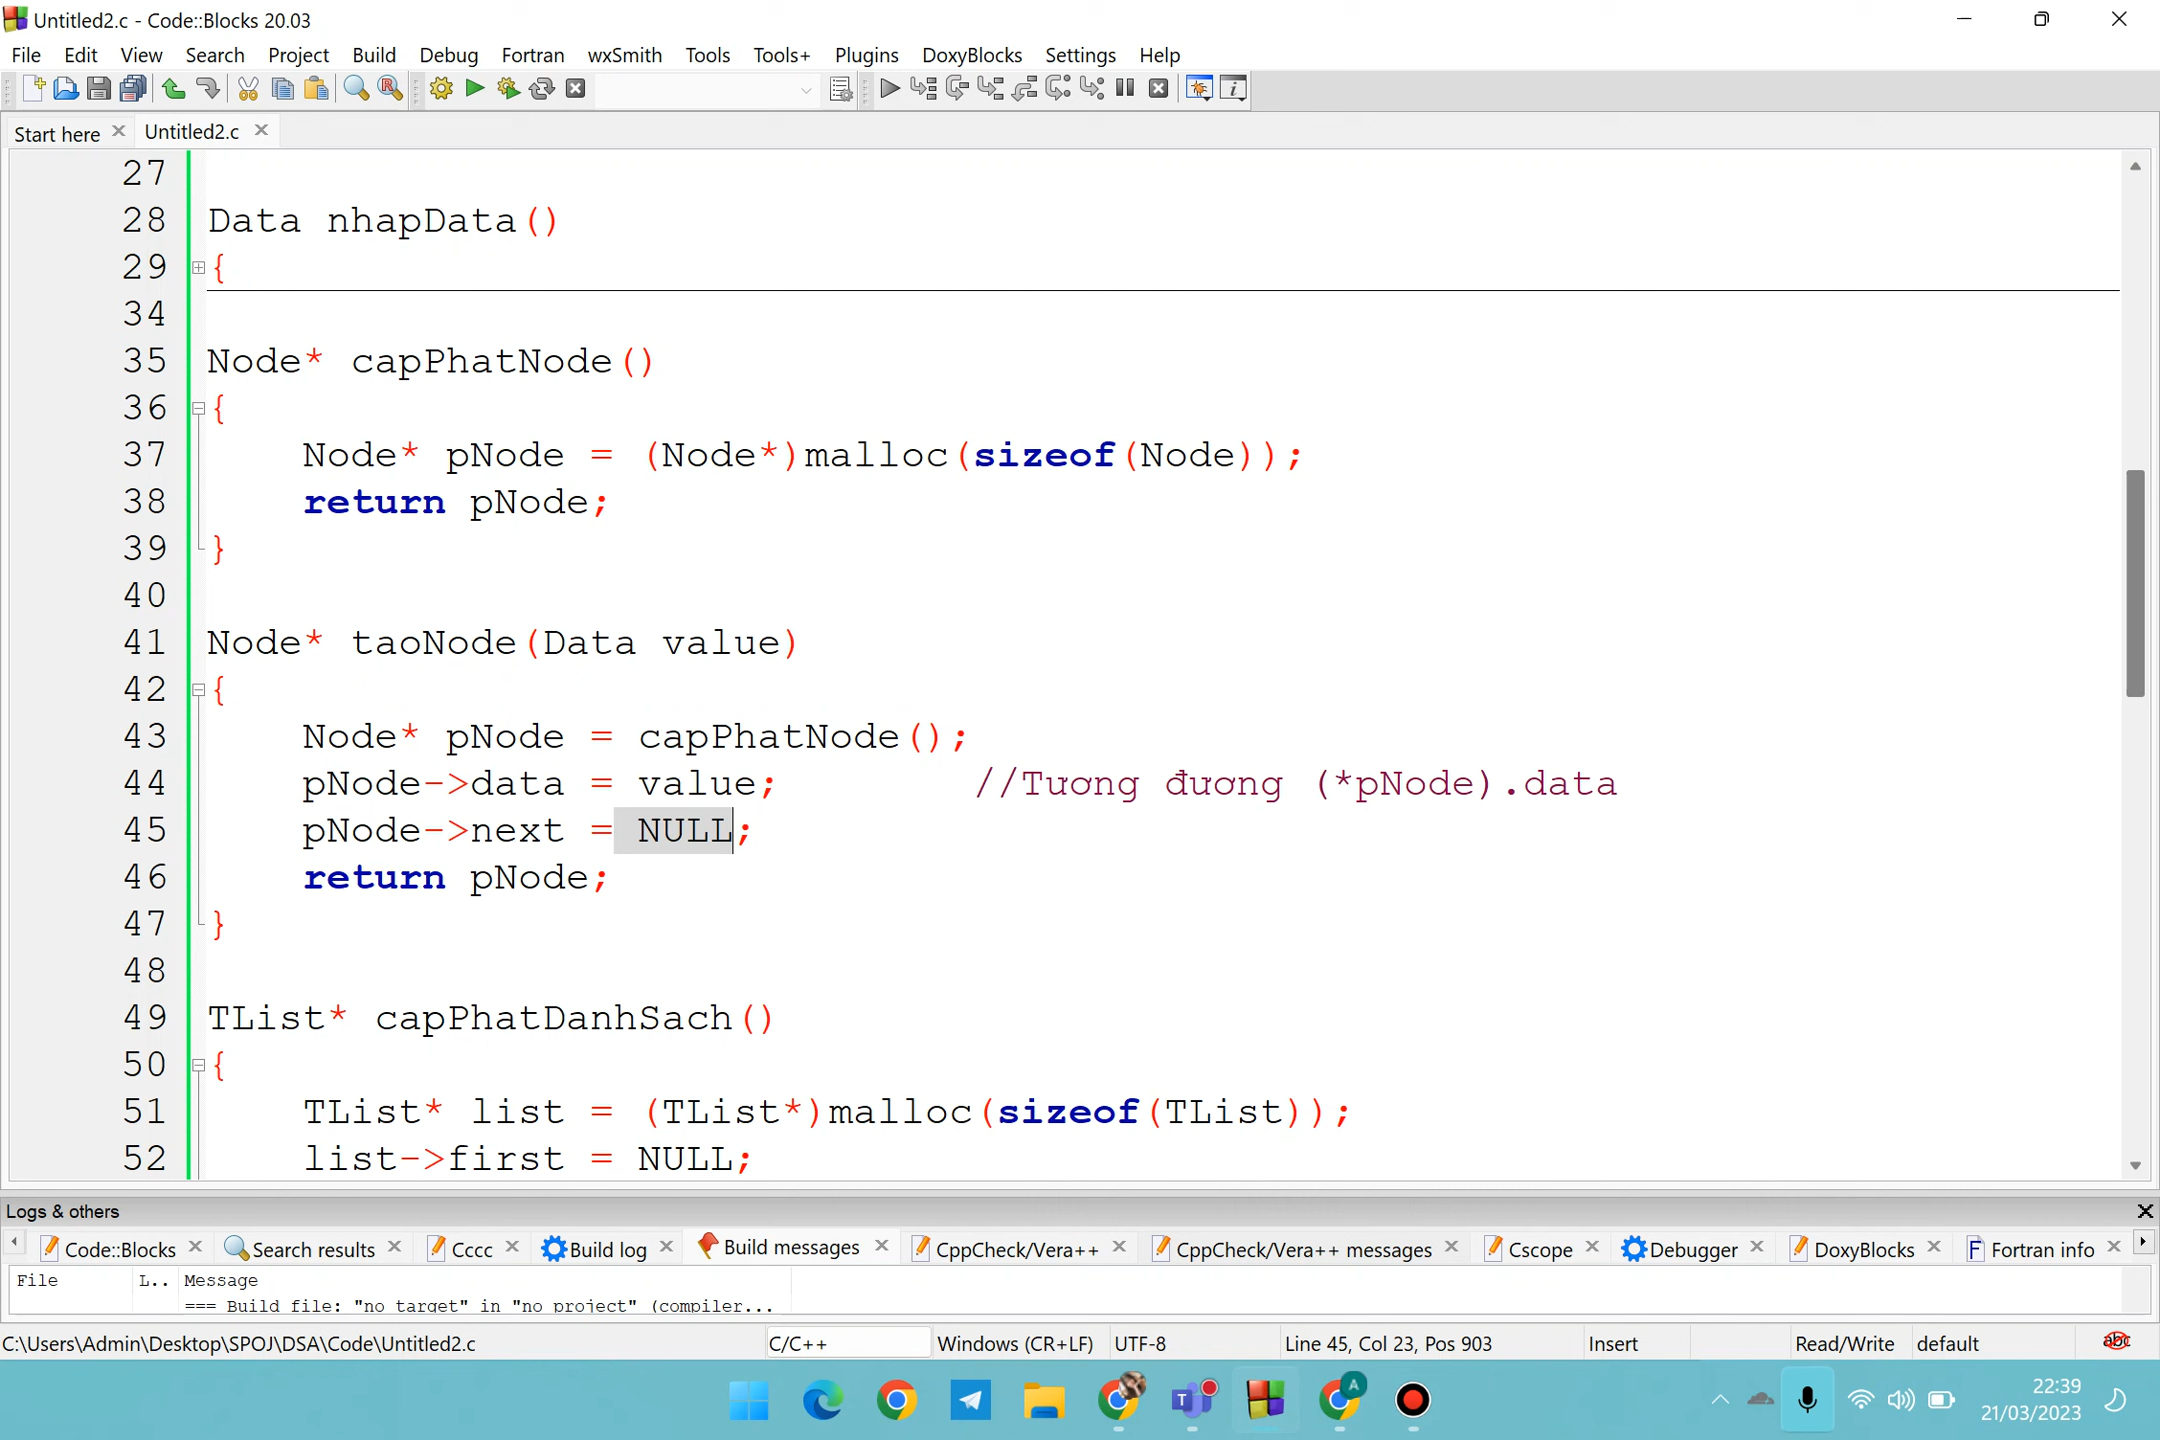 Untitled2.c - Code::Blocks 20.03
File Edit View Search Project Build Debug Fortran wxSmith Tools Tools+ Plugins DoxyBlocks Settings Help
Start here Untitled2.c
27
28 Data nhapData()
29 {
34
35 Node* capPhatNode()
36 {
37 Node* pNode = (Node*)malloc(sizeof(Node));
38 return pNode;
39 }
40
41 Node* taoNode(Data value)
42 {
43 Node* pNode = capPhatNode();
44 pNode->data = value; //Tương đương (*pNode).data
45 pNode->next = NULL;
46 return pNode;
47 }
48
49 TList* capPhatDanhSach()
50 {
51 TList* list = (TList*)malloc(sizeof(TList));
52 list->first = NULL;
Logs & others
Code::Blocks Search results Cccc Build log Build messages CppCheck/Vera++ CppCheck/Vera++ messages Cscope Debugger DoxyBlocks Fortran info
File L.. Message
=== Build file: "no target" in "no project" (compiler...
C:\Users\Admin\Desktop\SPOJ\DSA\Code\Untitled2.c C/C++ Windows (CR+LF) UTF-8 Line 45, Col 23, Pos 903 Insert Read/Write default
22:39
21/03/2023